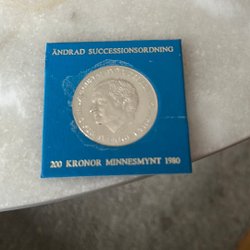 ÄNDRAD SUCCESSIONSORDNING
200 KRONOR MINNESMYNT 1980